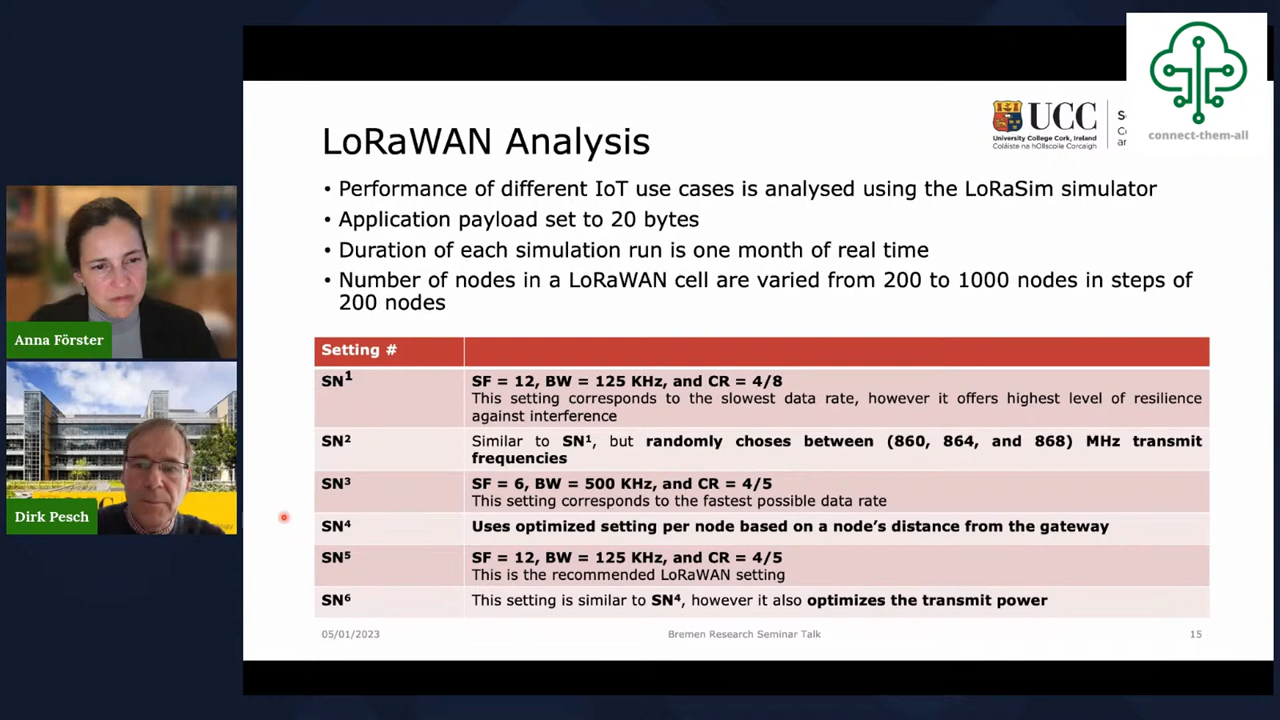 LoRaWAN Analysis
UCC
University College Cork, Ireland
Coláiste na hOllscoile Corcaigh
connect-them-all
• Performance of different IoT use cases is analysed using the LoRaSim simulator
• Application payload set to 20 bytes
• Duration of each simulation run is one month of real time
• Number of nodes in a LoRaWAN cell are varied from 200 to 1000 nodes in steps of
200 nodes
Anna Förster
Dirk Pesch
Setting #
SN¹
SF = 12, BW = 125 KHz, and CR = 4/8
This setting corresponds to the slowest data rate, however it offers highest level of resilience
against interference
SN²
Similar to SN¹, but randomly choses between (860, 864, and 868) MHz transmit
frequencies
SN³
SF = 6, BW = 500 KHz, and CR = 4/5
This setting corresponds to the fastest possible data rate
SN⁴
Uses optimized setting per node based on a node's distance from the gateway
SN⁵
SF = 12, BW = 125 KHz, and CR = 4/5
This is the recommended LoRaWAN setting
SN⁶
This setting is similar to SN⁴, however it also optimizes the transmit power
05/01/2023
Bremen Research Seminar Talk
15